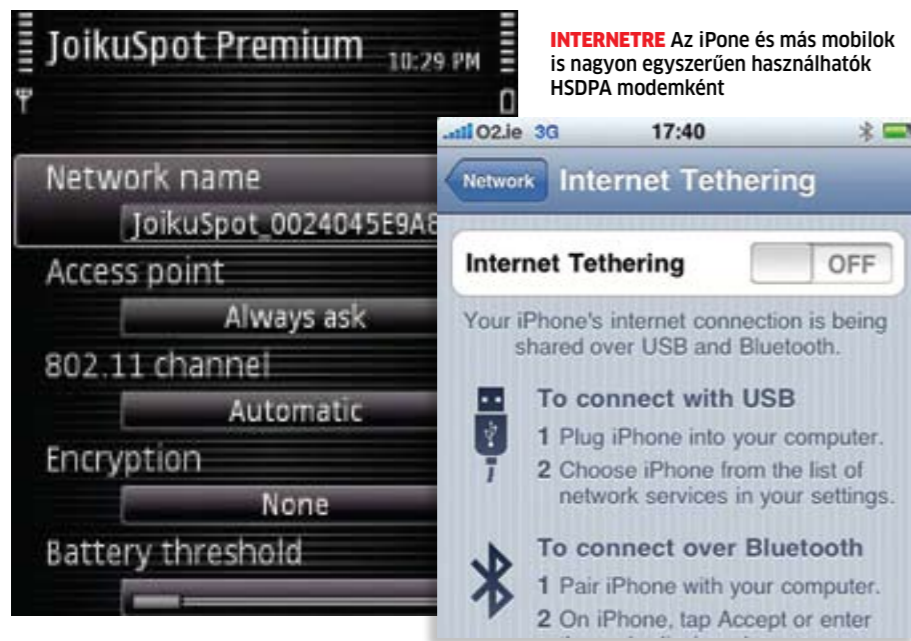 JoikuSpot Premium 10:29 PM
Network name
JoikuSpot_0024045E9A8
Access point
Always ask
802.11 channel
Automatic
Encryption
None
Battery threshold
INTERNETRE Az iPone és más mobilok
is nagyon egyszerűen használhatók
HSDPA modemként
O2.ie 3G 17:40
Network Internet Tethering
Internet Tethering OFF
Your iPhone's internet connection is being
shared over USB and Bluetooth.
To connect with USB
1 Plug iPhone into your computer.
2 Choose iPhone from the list of
network services in your settings.
To connect over Bluetooth
1 Pair iPhone with your computer.
2 On iPhone, tap Accept or enter